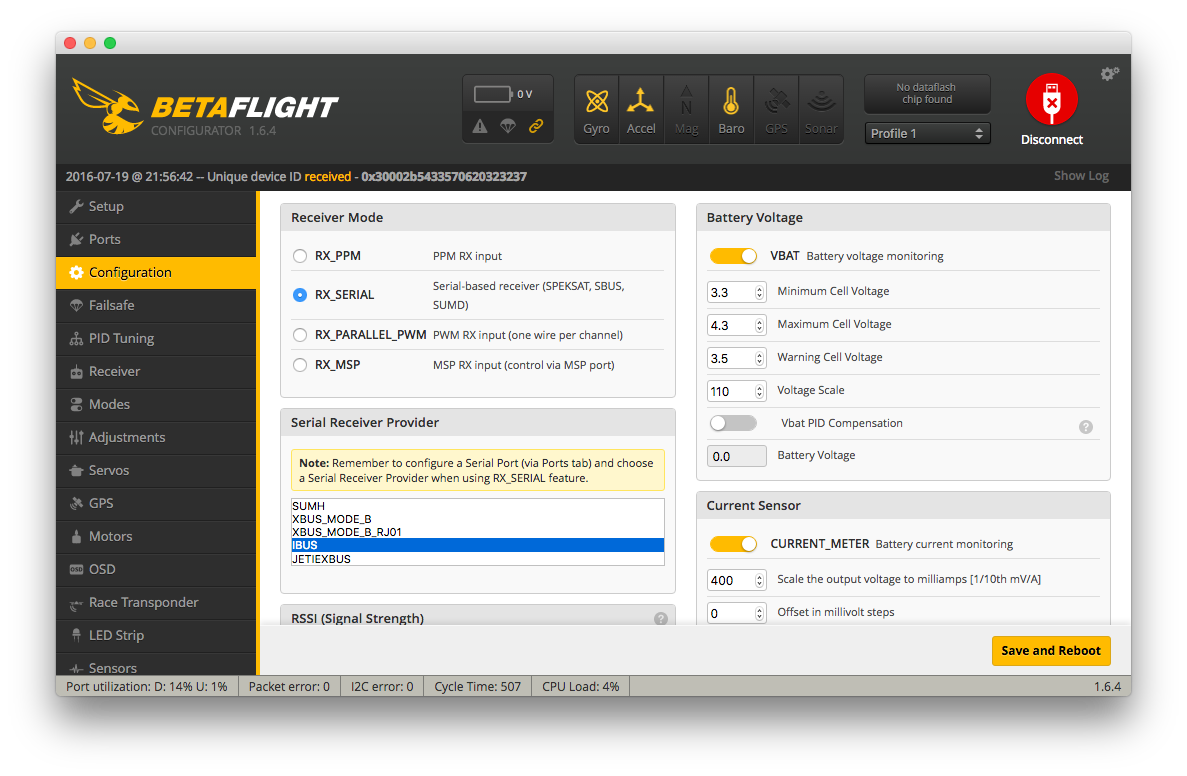 BETAFLIGHT
CONFIGURATOR 1.6.4
0 V
Gyro
Accel
Mag
Baro
GPS
Sonar
No dataflash
chip found
Profile 1
Disconnect
2016-07-19 @ 21:56:42 -- Unique device ID received - 0x30002b5433570620323237
Show Log
Setup
Ports
Configuration
Failsafe
PID Tuning
Receiver
Modes
Adjustments
Servos
GPS
Motors
OSD OSD
Race Transponder
LED Strip
Sensors
Receiver Mode
RX_PPM PPM RX input
RX_SERIAL Serial-based receiver (SPEKSAT, SBUS,
SUMD)
RX_PARALLEL_PWM PWM RX input (one wire per channel)
RX_MSP MSP RX input (control via MSP port)
Serial Receiver Provider
Note: Remember to configure a Serial Port (via Ports tab) and choose
a Serial Receiver Provider when using RX_SERIAL feature.
SUMH
XBUS_MODE_B
XBUS_MODE_B_RJ01
IBUS
JETIEXBUS
RSSI (Signal Strength) ?
Battery Voltage
VBAT Battery voltage monitoring
3.3 Minimum Cell Voltage
4.3 Maximum Cell Voltage
3.5 Warning Cell Voltage
110 Voltage Scale
Vbat PID Compensation ?
0.0 Battery Voltage
Current Sensor
CURRENT_METER Battery current monitoring
400 Scale the output voltage to milliamps [1/10th mV/A]
0 Offset in millivolt steps
Save and Reboot
Port utilization: D: 14% U: 1% Packet error: 0 I2C error: 0 Cycle Time: 507 CPU Load: 4% 1.6.4